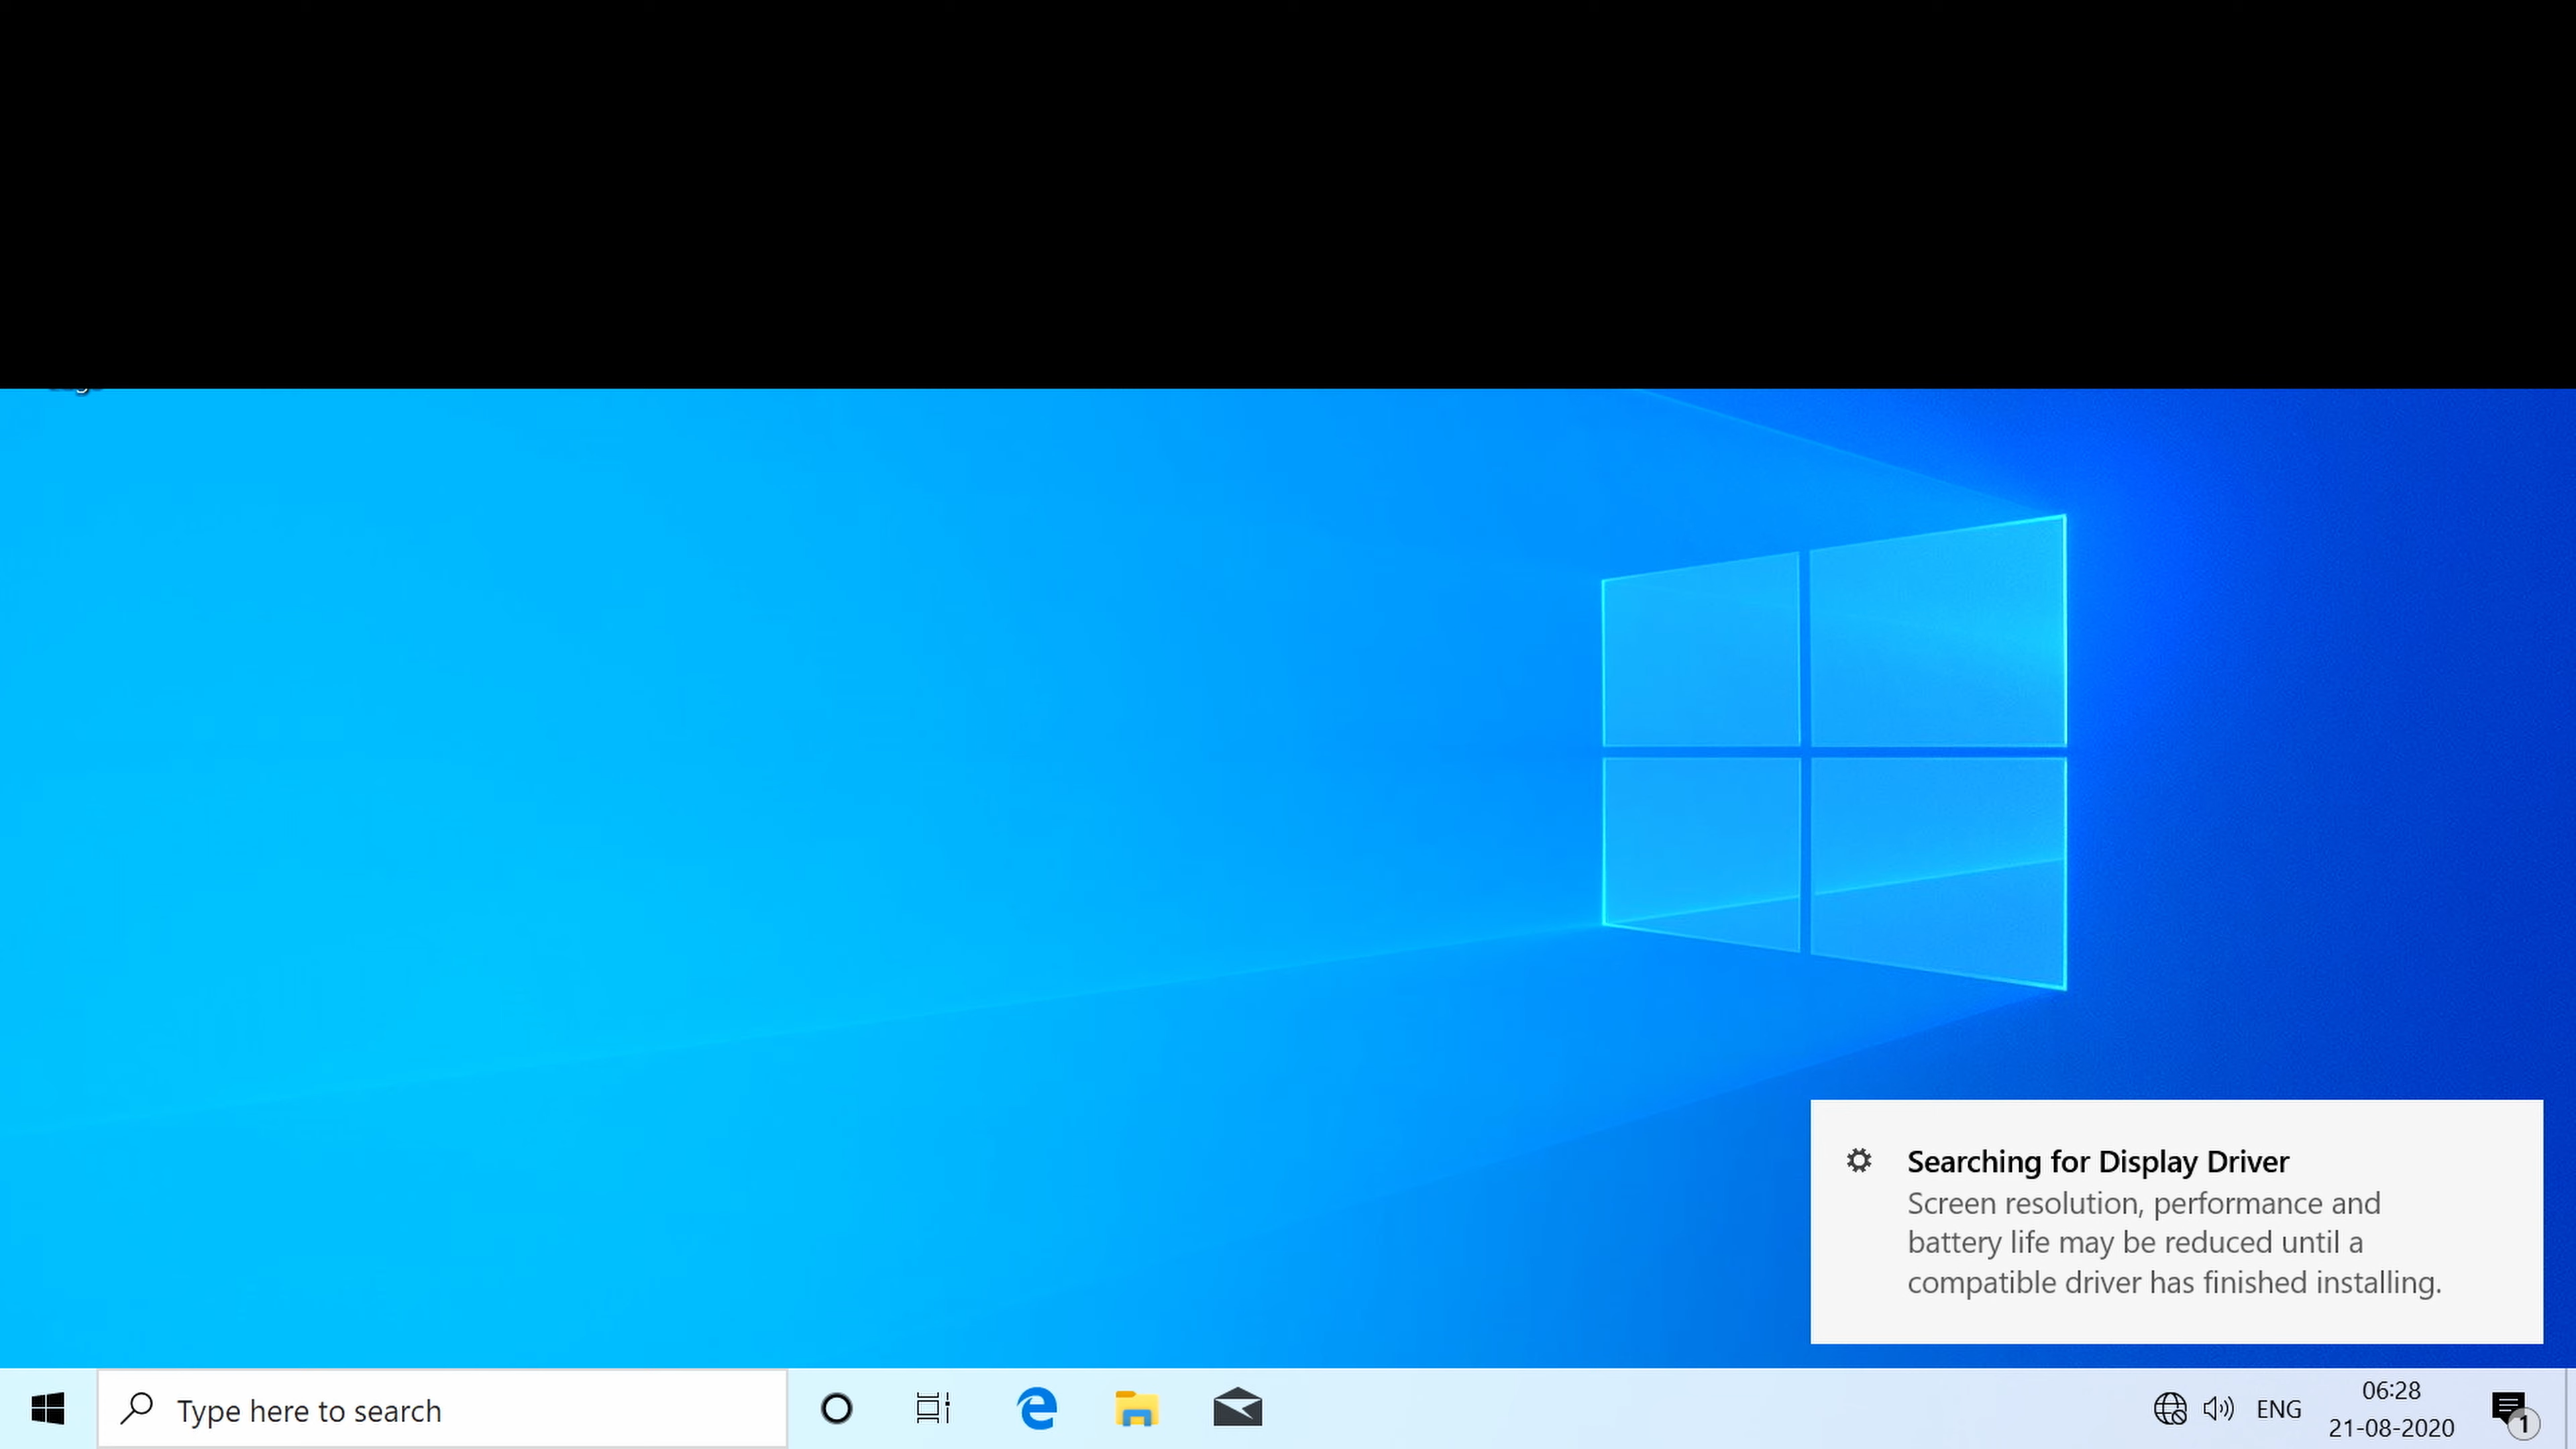 Searching for Display Driver
Screen resolution, performance and
battery life may be reduced until a
compatible driver has finished installing.
Type here to search
ENG
06:28
21-08-2020
1